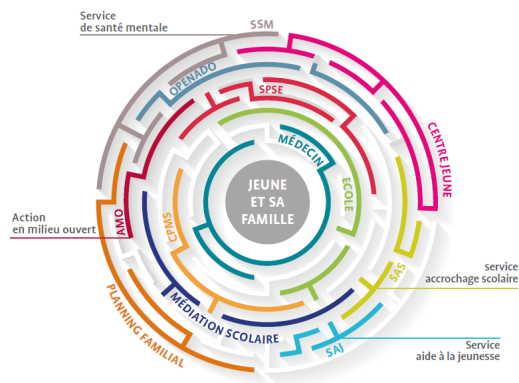 Service
de santé mentale
SSM
OPENADO
SPSE
MÉDECIN
CENTRE JEUNE
JEUNE
ET SA
FAMILLE
ECOLE
Action
en milieu ouvert
AMO
CPMS
SAS
service
accrochage scolaire
MÉDIATION SCOLAIRE
PLANNING FAMILIAL
SAJ
Service
aide à la jeunesse